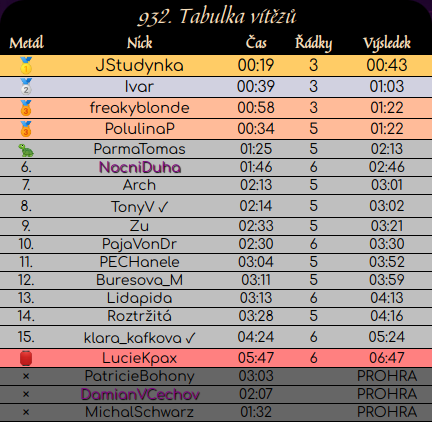 932. Tabulka vítězů
Metál Nick Čas Řádky Výsledek
🥇 JStudynka 00:19 3 00:43
🥈 Ivar 00:39 3 01:03
🥉 freakyblonde 00:58 3 01:22
🥉 PolulinaP 00:34 5 01:22
🐢 ParmaTomas 01:25 5 02:13
6. NocniDuha 01:46 6 02:46
7. Arch 02:13 5 03:01
8. TonyV ✓ 02:14 5 03:02
9. Zu 02:33 5 03:21
10. PajaVonDr 02:30 6 03:30
11. PECHanele 03:04 5 03:52
12. Buresova_M 03:11 5 03:59
13. Lidapida 03:13 6 04:13
14. Roztržitá 03:28 5 04:16
15. klara_kafkova ✓ 04:24 6 05:24
LucieKpax 05:47 6 06:47
× PatricieBohony 03:03 PROHRA
× DamianVCechov 02:07 PROHRA
× MichalSchwarz 01:32 PROHRA